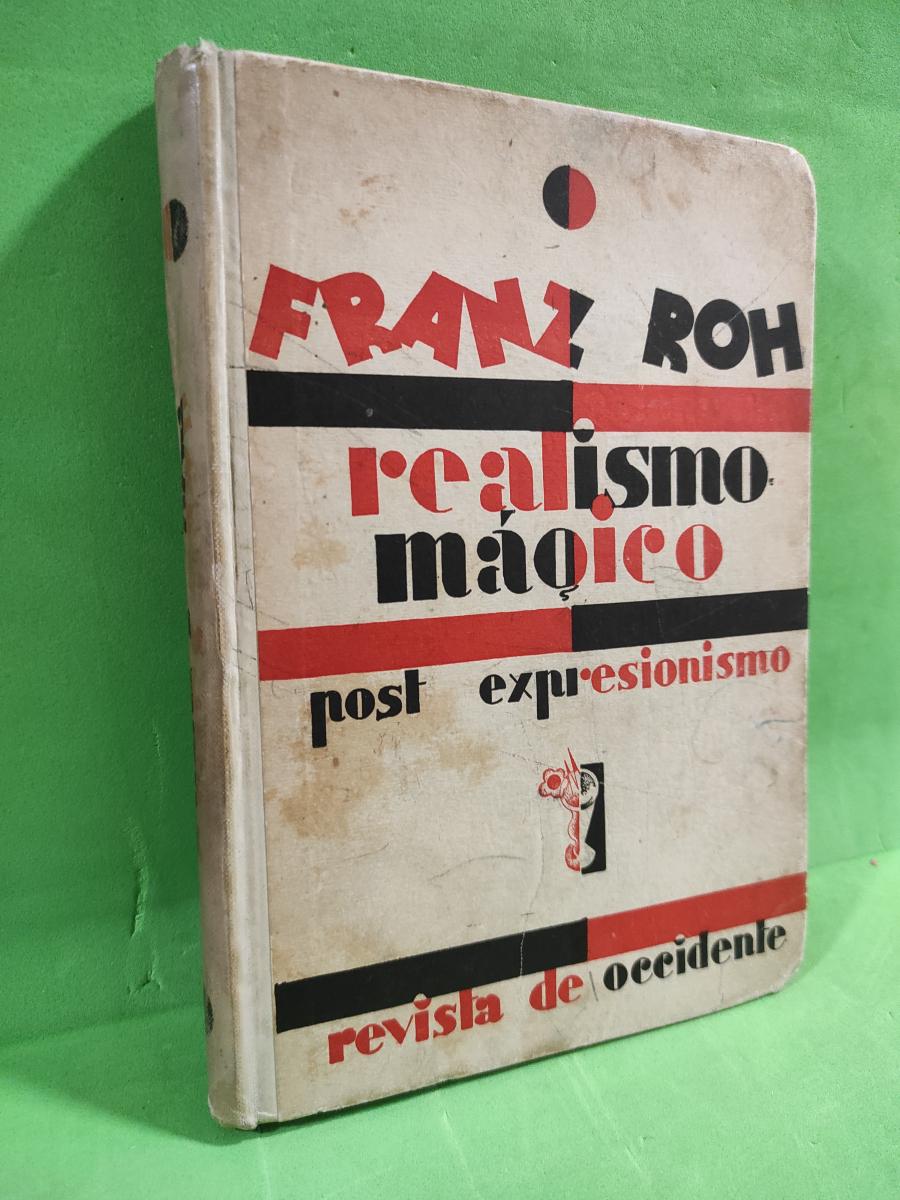 FRANZ ROH
realismo
mágico
post expresionismo
revista de occidente